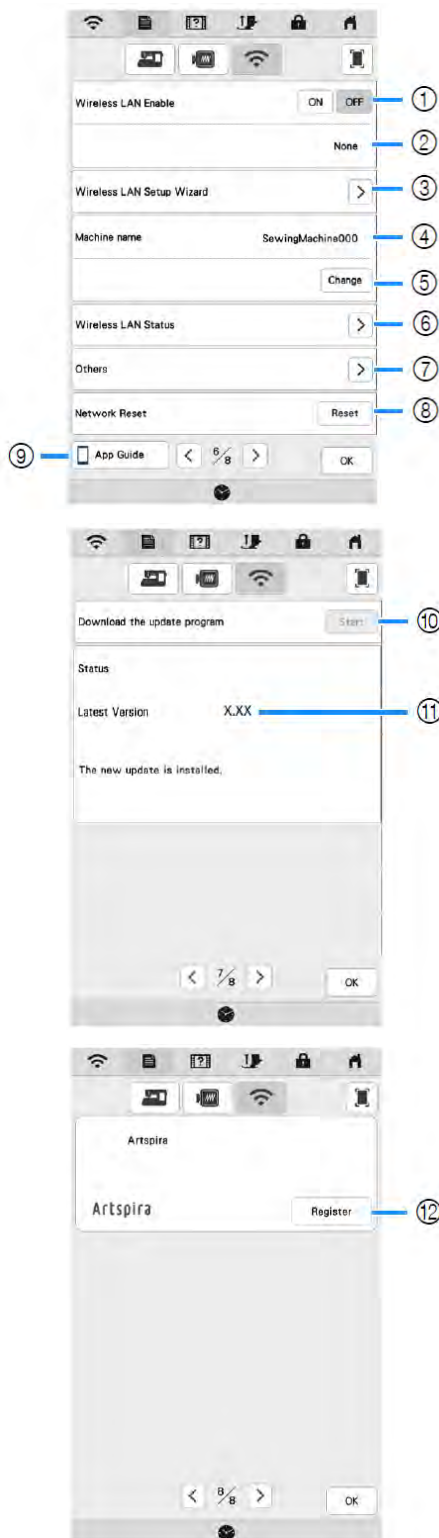 Wireless LAN Enable ON OFF ①
None ②
Wireless LAN Setup Wizard > ③
Machine name SewingMachine000 ④
Change ⑤
Wireless LAN Status > ⑥
Others > ⑦
Network Reset Reset ⑧
⑨ App Guide < 6/8 > OK
Download the update program Start ⑩
Status
Latest Version X.XX ⑪
The new update is installed.
< 7/8 > OK
Artspira
Artspira Register ⑫
< 8/8 > OK